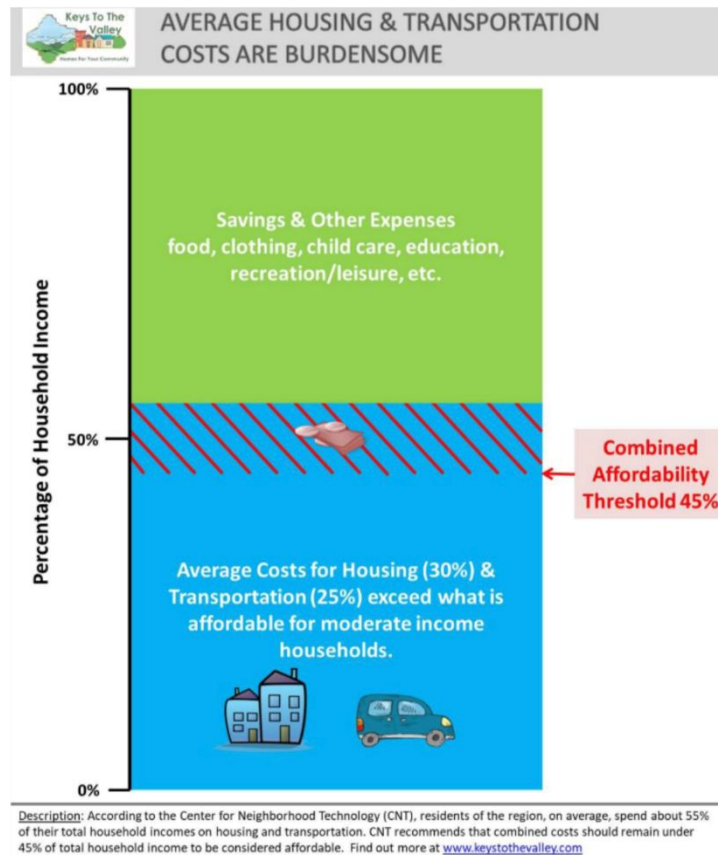 Keys To The
Valley
Homes For Your Community
AVERAGE HOUSING & TRANSPORTATION
COSTS ARE BURDENSOME
100%
Savings & Other Expenses
food, clothing, child care, education,
recreation/leisure, etc.
Percentage of Household Income
50%
Combined
Affordability
Threshold 45%
Average Costs for Housing (30%) &
Transportation (25%) exceed what is
affordable for moderate income
households.
0%
Description: According to the Center for Neighborhood Technology (CNT), residents of the region, on average, spend about 55%
of their total household incomes on housing and transportation. CNT recommends that combined costs should remain under
45% of total household income to be considered affordable. Find out more at www.keystothevalley.com